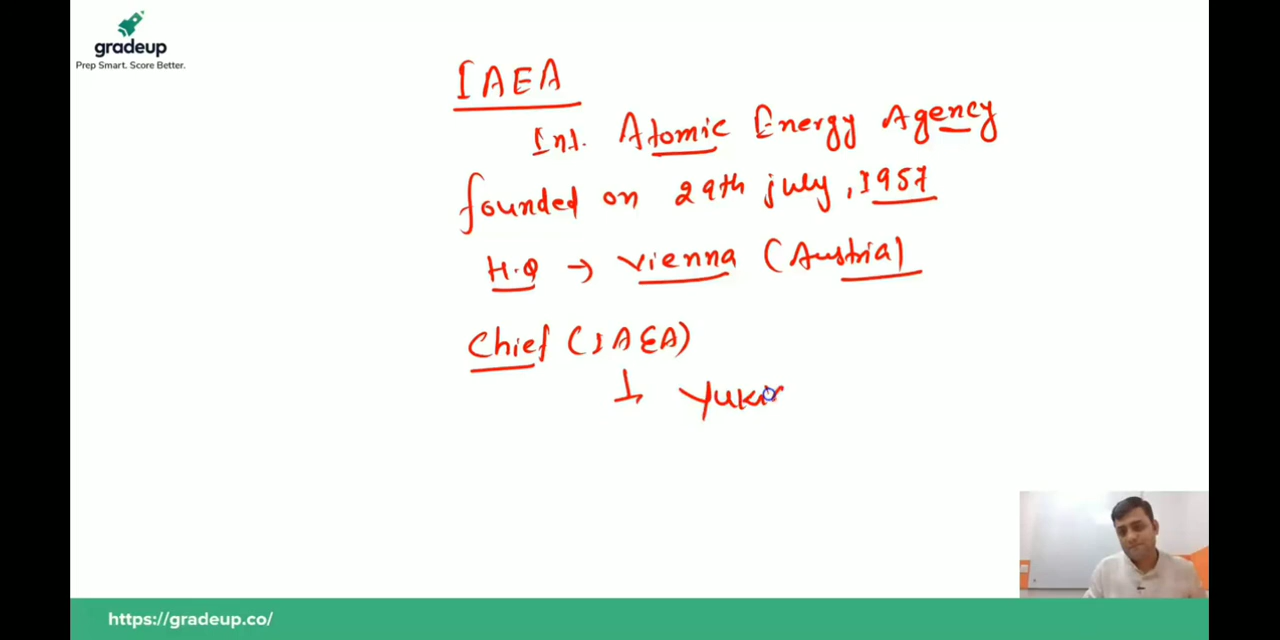 gradeup
Prep Smart. Score Better.
IAEA
Int. Atomic Energy Agency
founded on 29th july, 1957
H.Q → Vienna (Austria)
Chief (IAEA)
https://gradeup.co/